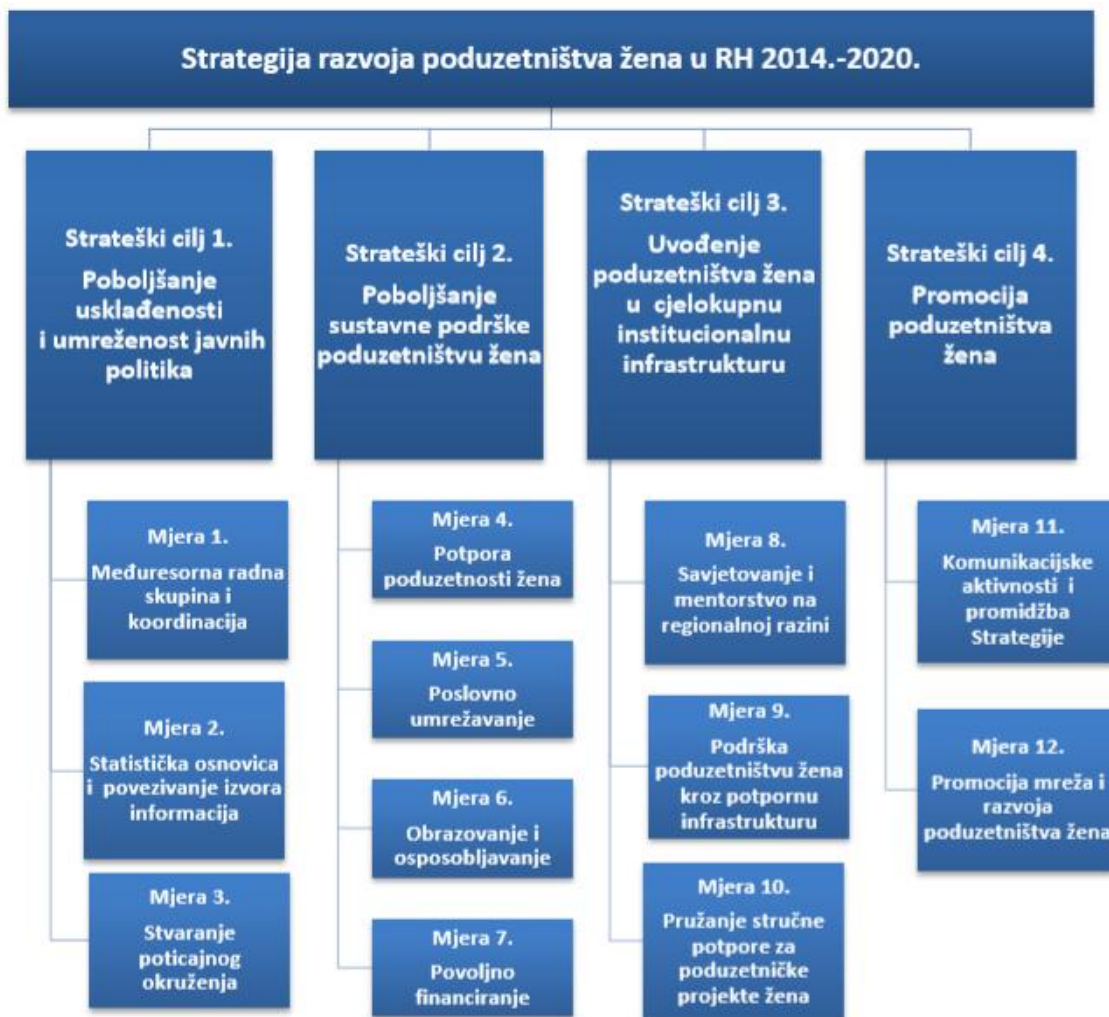 Strategija razvoja poduzetništva žena u RH 2014.-2020.
Strateški cilj 1.
Poboljšanje
usklađenosti
i umreženost javnih
politika
Mjera 1.
Međuresorna radna
skupina i
koordinacija
Mjera 2.
Statistička osnovica
i povezivanje izvora
informacija
Mjera 3.
Stvaranje
poticajnog
okruženja
Strateški cilj 2.
Poboljšanje
sustavne podrške
poduzetništvu žena
Mjera 4.
Potpora
poduzetnosti žena
Mjera 5.
Poslovno
umrežavanje
Mjera 6.
Obrazovanje i
osposobljavanje
Mjera 7.
Povoljno
financiranje
Strateški cilj 3.
Uvođenje
poduzetništva žena
u cjelokupnu
institucionalnu
infrastrukturu
Mjera 8.
Savjetovanje i
mentorstvo na
regionalnoj razini
Mjera 9.
Podrška
poduzetništvu žena
kroz potpornu
infrastrukturu
Mjera 10.
Pružanje stručne
potpore za
poduzetničke
projekte žena
Strateški cilj 4.
Promocija
poduzetništva
žena
Mjera 11.
Komunikacijske
aktivnosti i
promidžba
Strategije
Mjera 12.
Promocija mreža i
razvoja
poduzetništva žena